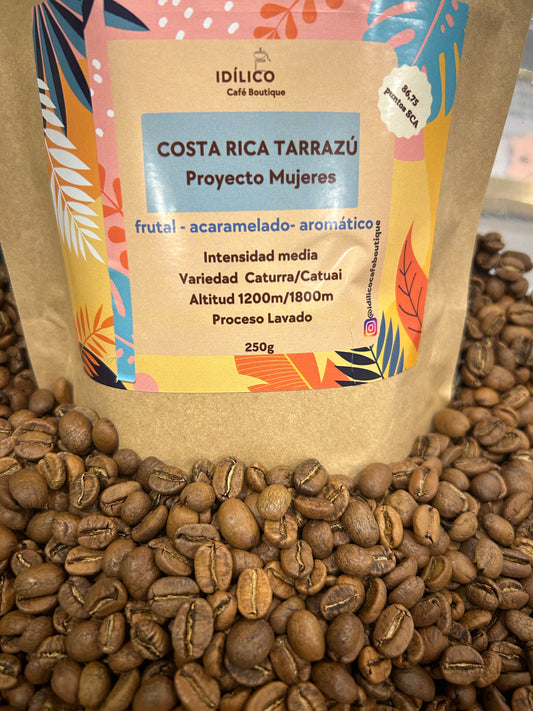 IDÍLICO
Café Boutique
86,75
puntos SCA
COSTA RICA TARRAZÚ
Proyecto Mujeres
frutal - acaramelado- aromático
Intensidad media
Variedad Caturra/Catuai
Altitud 1200m/1800m
Proceso Lavado
250g
@idilicocafeboutique